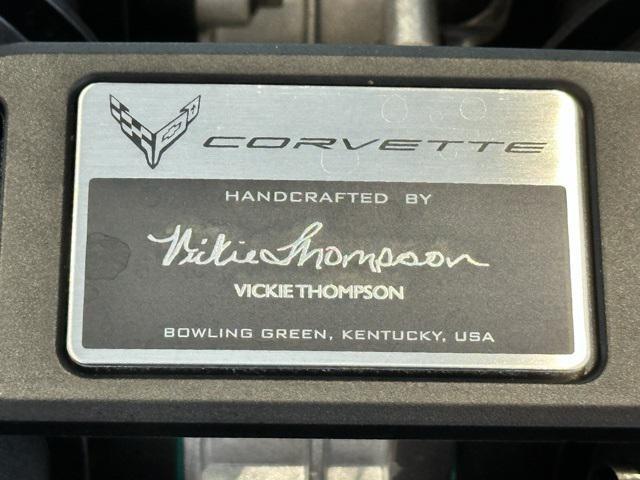 CORVETTE
HANDCRAFTED BY
Vickie Thompson
VICKIE THOMPSON
BOWLING GREEN, KENTUCKY, USA